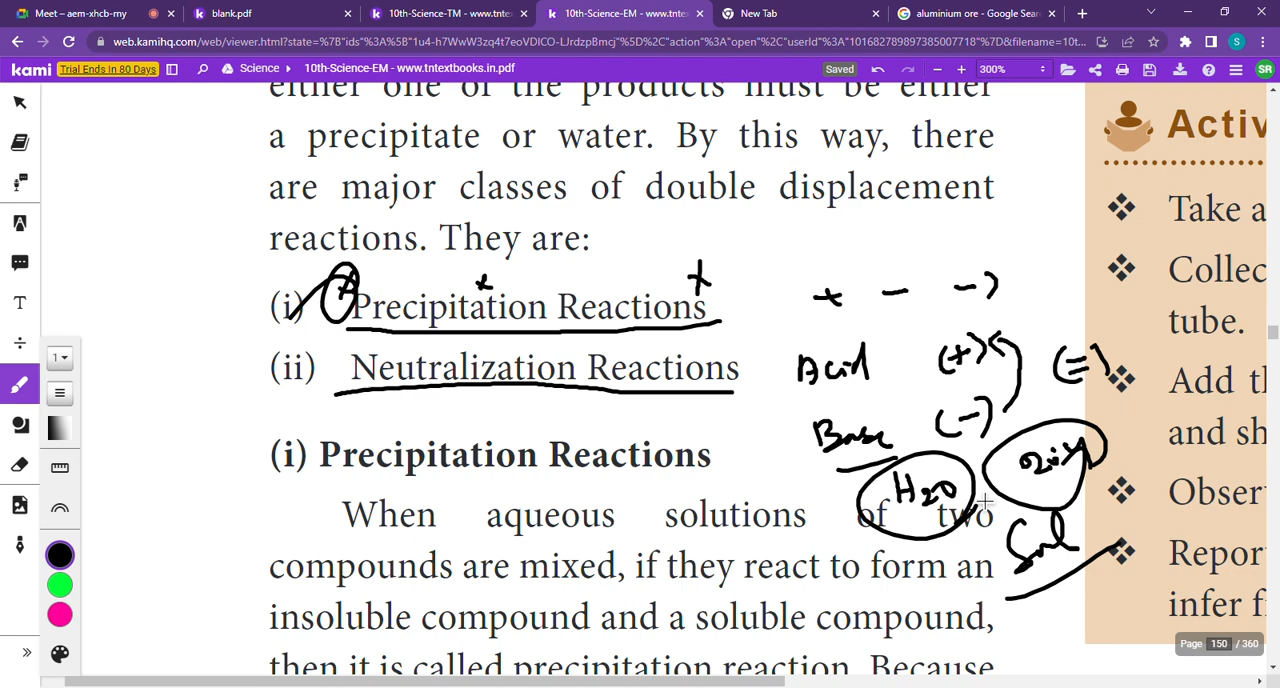 Meet – aem-xhcb-rny
blank.pdf
10th-Science-TM - www.tntextb
10th-Science-EM - www.tntextb
New Tab
aluminium ore - Google Sear
web.kamihq.com/web/viewer.html?state=%7B"ids"%3A%5B"1u4-h7WwW3zq4t7eoVDICO-LJrdzpBmcj"%5D%2C"action"%3A"open"%2C"userId"%3A"101682789897385007718"%7D&filename=10t...
kami Trial Ends In 80 Days Science 10th-Science-EM - www.tntextbooks.in.pdf Saved 300% SR
either one of the products must be either
a precipitate or water. By this way, there
are major classes of double displacement
reactions. They are:
(i) Precipitation Reactions
(ii) Neutralization Reactions
+ - -)
Acid (+) (=)
Base (-)
H2O
(i) Precipitation Reactions
When aqueous solutions of two
compounds are mixed, if they react to form an
insoluble compound and a soluble compound,
then it is called precipitation reaction. Because
Activ
Take a
Collec
tube.
Add t
and sh
Obser
Repor
infer f
Page 150 / 360
1